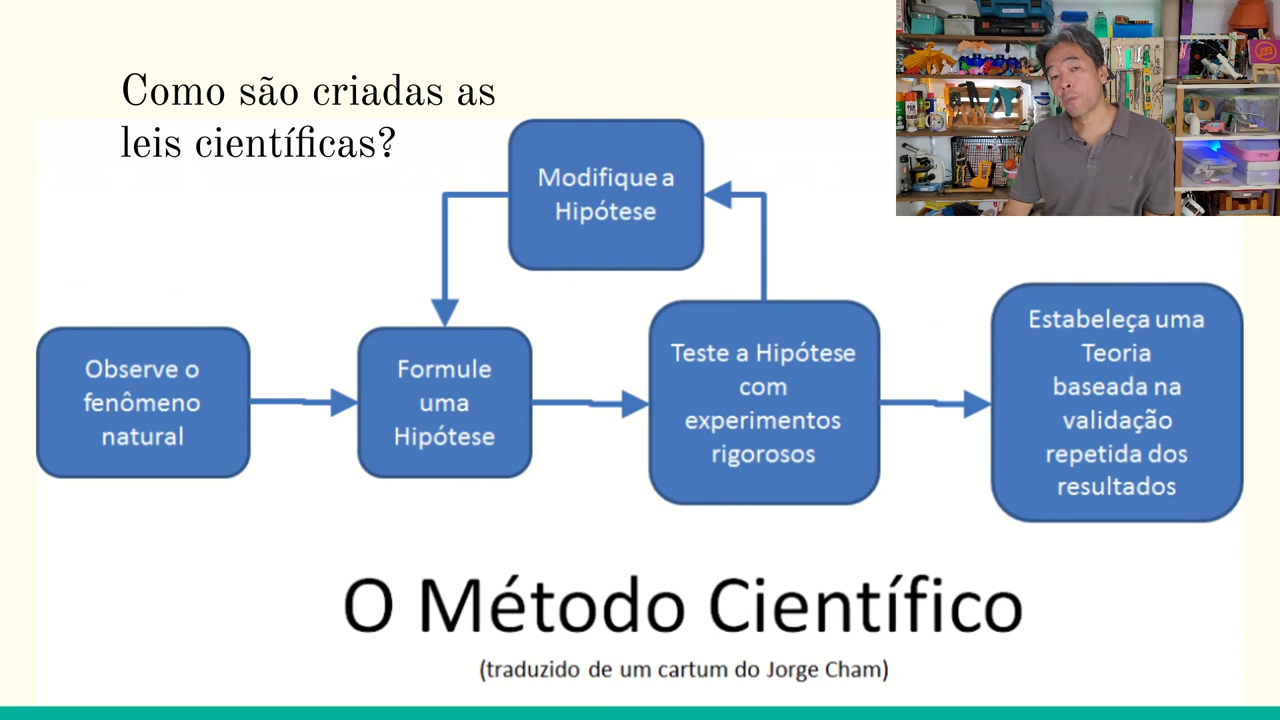 Como são criadas as
leis científicas?
Modifique a
Hipótese
Observe o
fenômeno
natural
Formule
uma
Hipótese
Teste a Hipótese
com
experimentos
rigorosos
Estabeleça uma
Teoria
baseada na
validação
repetida dos
resultados
O Método Científico
(traduzido de um cartum do Jorge Cham)